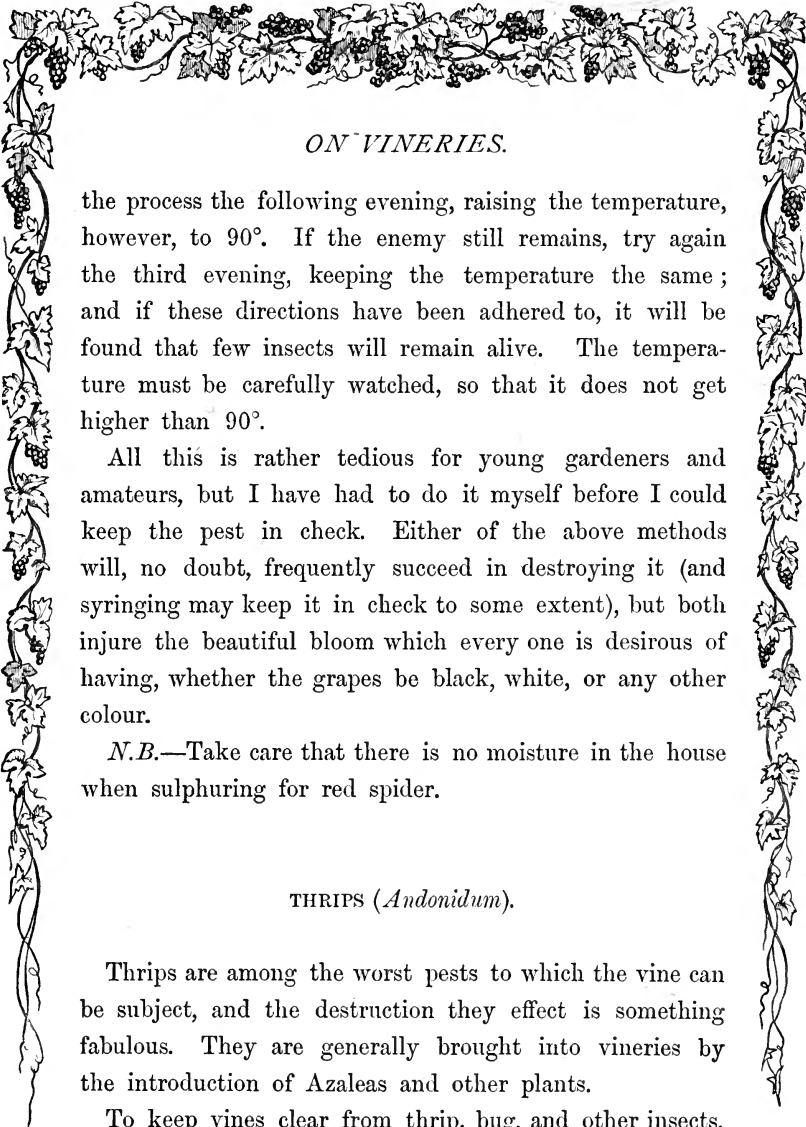 ON VINERIES.
the process the following evening, raising the temperature,
however, to 90°. If the enemy still remains, try again
the third evening, keeping the temperature the same ;
and if these directions have been adhered to, it will be
found that few insects will remain alive. The tempera-
ture must be carefully watched, so that it does not get
higher than 90°.
All this is rather tedious for young gardeners and
amateurs, but I have had to do it myself before I could
keep the pest in check. Either of the above methods
will, no doubt, frequently succeed in destroying it (and
syringing may keep it in check to some extent), but both
injure the beautiful bloom which every one is desirous of
having, whether the grapes be black, white, or any other
colour.
N.B.—Take care that there is no moisture in the house
when sulphuring for red spider.
THRIPS (Andonidum).
Thrips are among the worst pests to which the vine can
be subject, and the destruction they effect is something
fabulous. They are generally brought into vineries by
the introduction of Azaleas and other plants.
To keep vines clear from thrip, bug, and other insects,